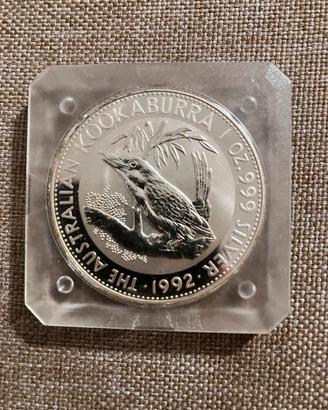 THE AUSTRALIAN KOOKABURRA 1 OZ. 999 SILVER · 1992 ·